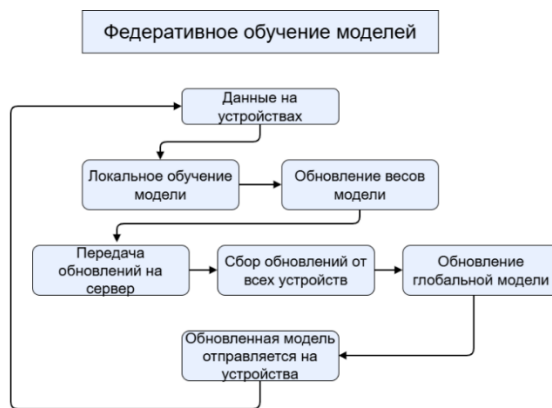 Федеративное обучение моделей
Данные на
устройствах
Локальное обучение
модели
Обновление весов
модели
Передача
обновлений на
сервер
Сбор обновлений от
всех устройств
Обновление
глобальной модели
Обновленная модель
отправляется на
устройства